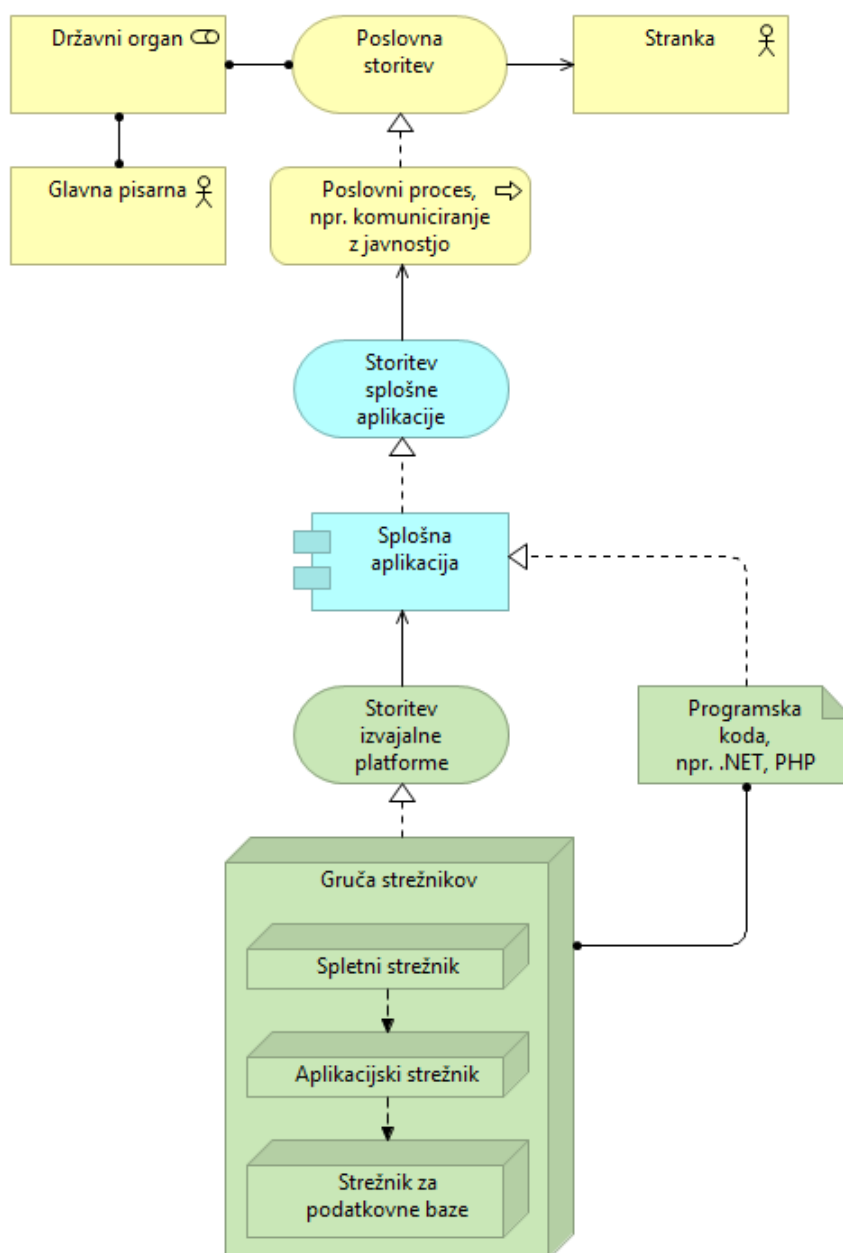 Državni organ
Poslovna
storitev
Stranka
Glavna pisarna
Poslovni proces,
npr. komuniciranje
z javnostjo
Storitev
splošne
aplikacije
Splošna
aplikacija
Storitev
izvajalne
platforme
Programska
koda,
npr. .NET, PHP
Gruča strežnikov
Spletni strežnik
Aplikacijski strežnik
Strežnik za
podatkovne baze